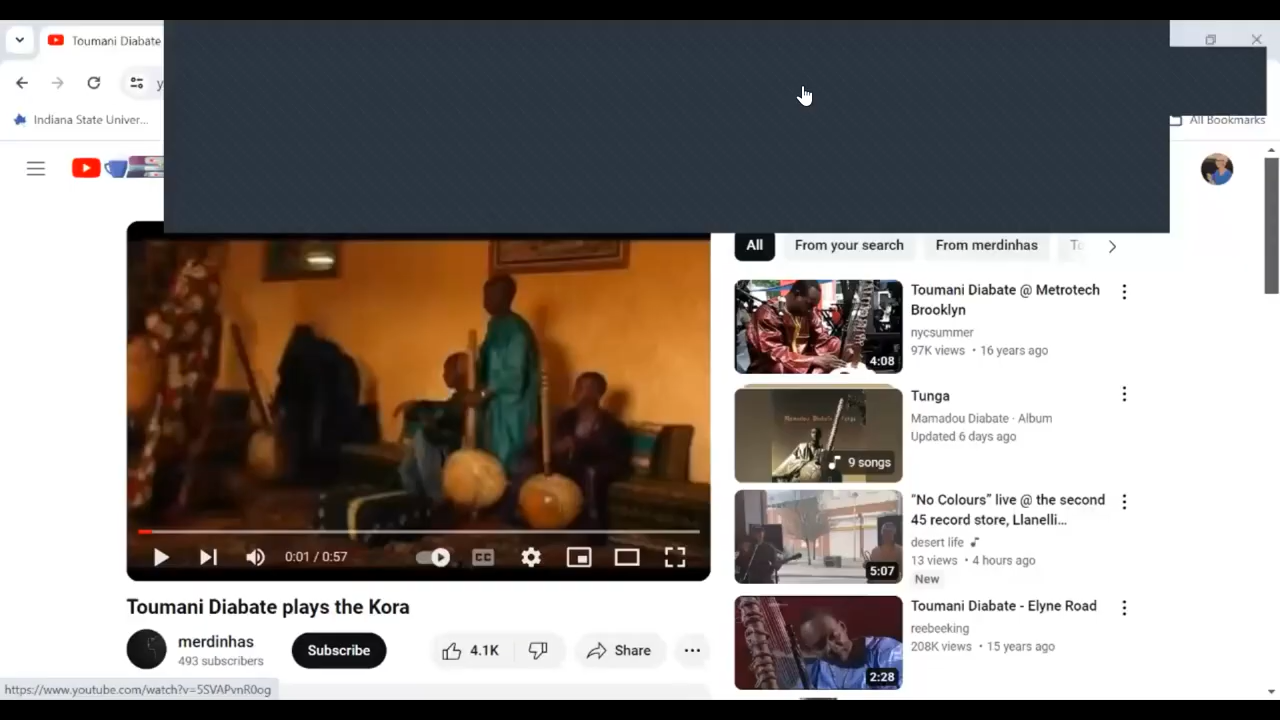 Toumani Diabate
y
Indiana State Univer...
All Bookmarks
All
From your search
From merdinhas
To
Toumani Diabate @ Metrotech
Brooklyn
nycsummer
97K views • 16 years ago
4:08
Tunga
Mamadou Diabate · Album
Updated 6 days ago
9 songs
"No Colours" live @ the second
45 record store, Llanelli...
desert life
13 views • 4 hours ago
New
5:07
Toumani Diabate - Elyne Road
reebeeking
208K views • 15 years ago
2:28
0:01 / 0:57
CC
Toumani Diabate plays the Kora
merdinhas
493 subscribers
Subscribe
4.1K
Share
https://www.youtube.com/watch?v=5SVAPvnR0og